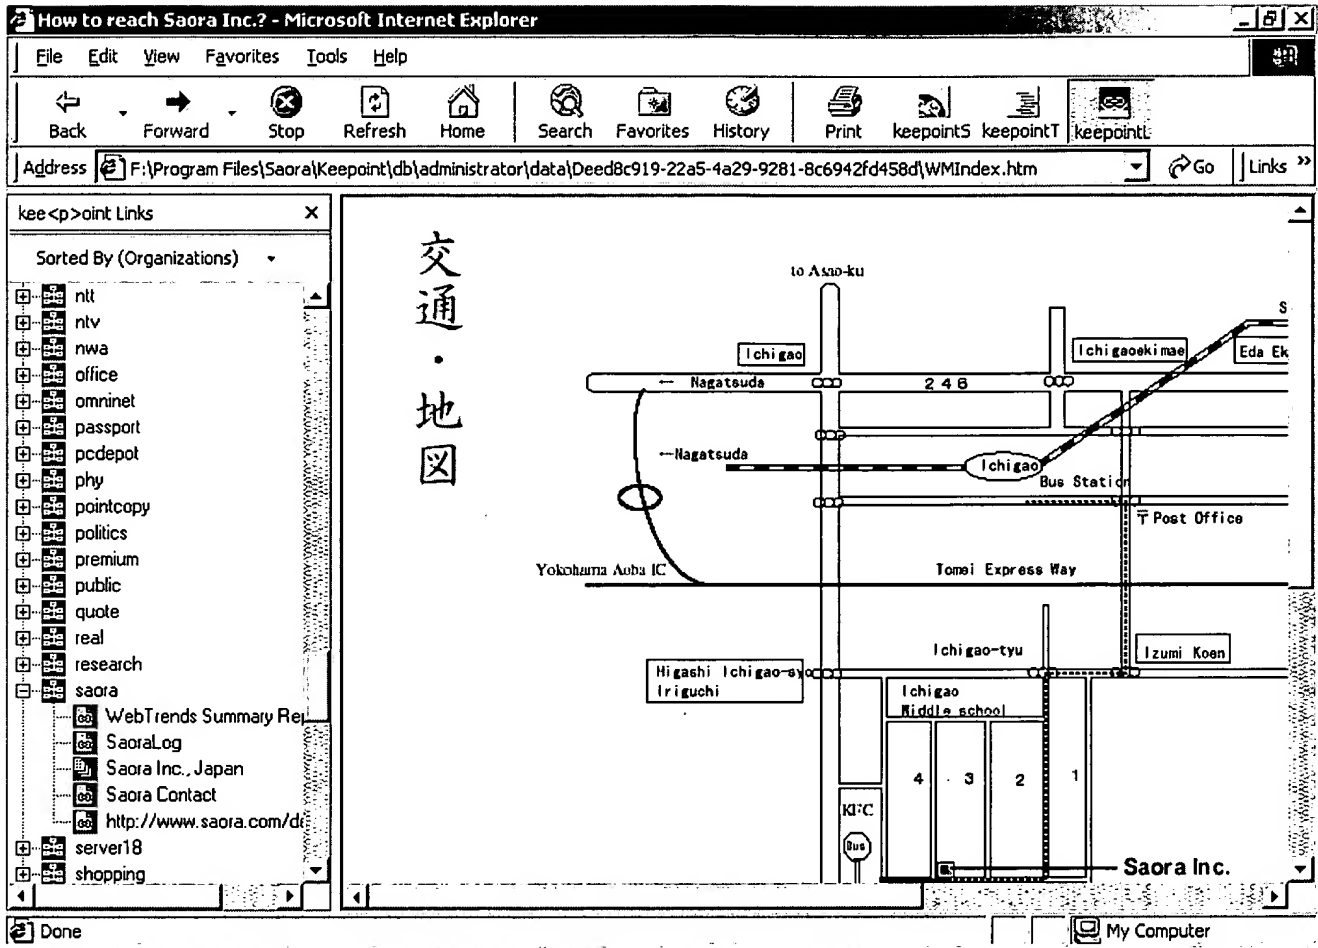 How to reach Saora Inc.? - Microsoft Internet Explorer
File Edit View Favorites Tools Help
Back Forward Stop Refresh Home Search Favorites History Print keepointS keepointT keepointL
Address F:\Program Files\Saora\Keepoint\db\administrator\data\Deed8c919-22a5-4a29-9281-8c6942fd458d\WMIndex.htm Go Links »
kee<p>oint Links
Sorted By (Organizations)
ntt
ntv
nwa
office
omninet
passport
pcdepot
phy
pointcopy
politics
premium
public
quote
real
research
saora
WebTrends Summary Re
SaoraLog
Saora Inc., Japan
Saora Contact
http://www.saora.com/d
server18
shopping
交通・地図
to Asao-ku
S
Ichigao
Ichigaoekimae
Eda Ek
← Nagatsuda
246
←Nagatsuda
Ichigao
Bus Station
〒Post Office
Yokohama Aoba IC
Tomei Express Way
Ichigao-tyu
Izumi Koen
Higashi Ichigao-sy
Iriguchi
Ichigao
Middle school
4 3 2 1
KFC
Bus
Saora Inc.
Done
My Computer